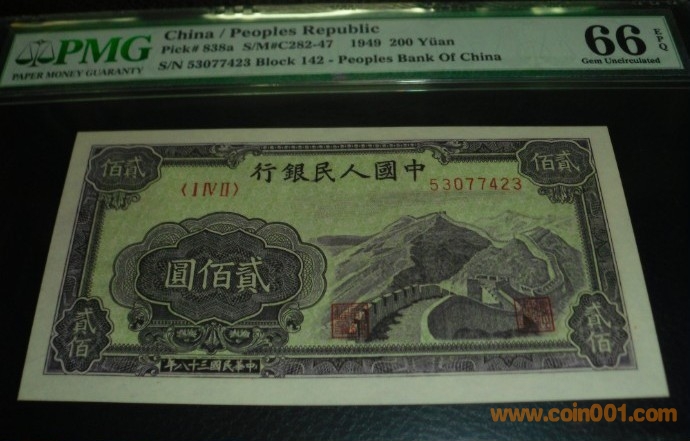 PMG
PAPER MONEY GUARANTY
China / Peoples Republic
Pick# 838a S/M#C282-47 1949 200 Yüan
S/N 53077423 Block 142 - Peoples Bank Of China
66 EPQ
Gem Uncirculated
行銀民人國中
佰貳
佰貳
〈I IV II〉
53077423
圓佰貳
貳佰
貳佰
年八十三國民華中
www.coin001.com